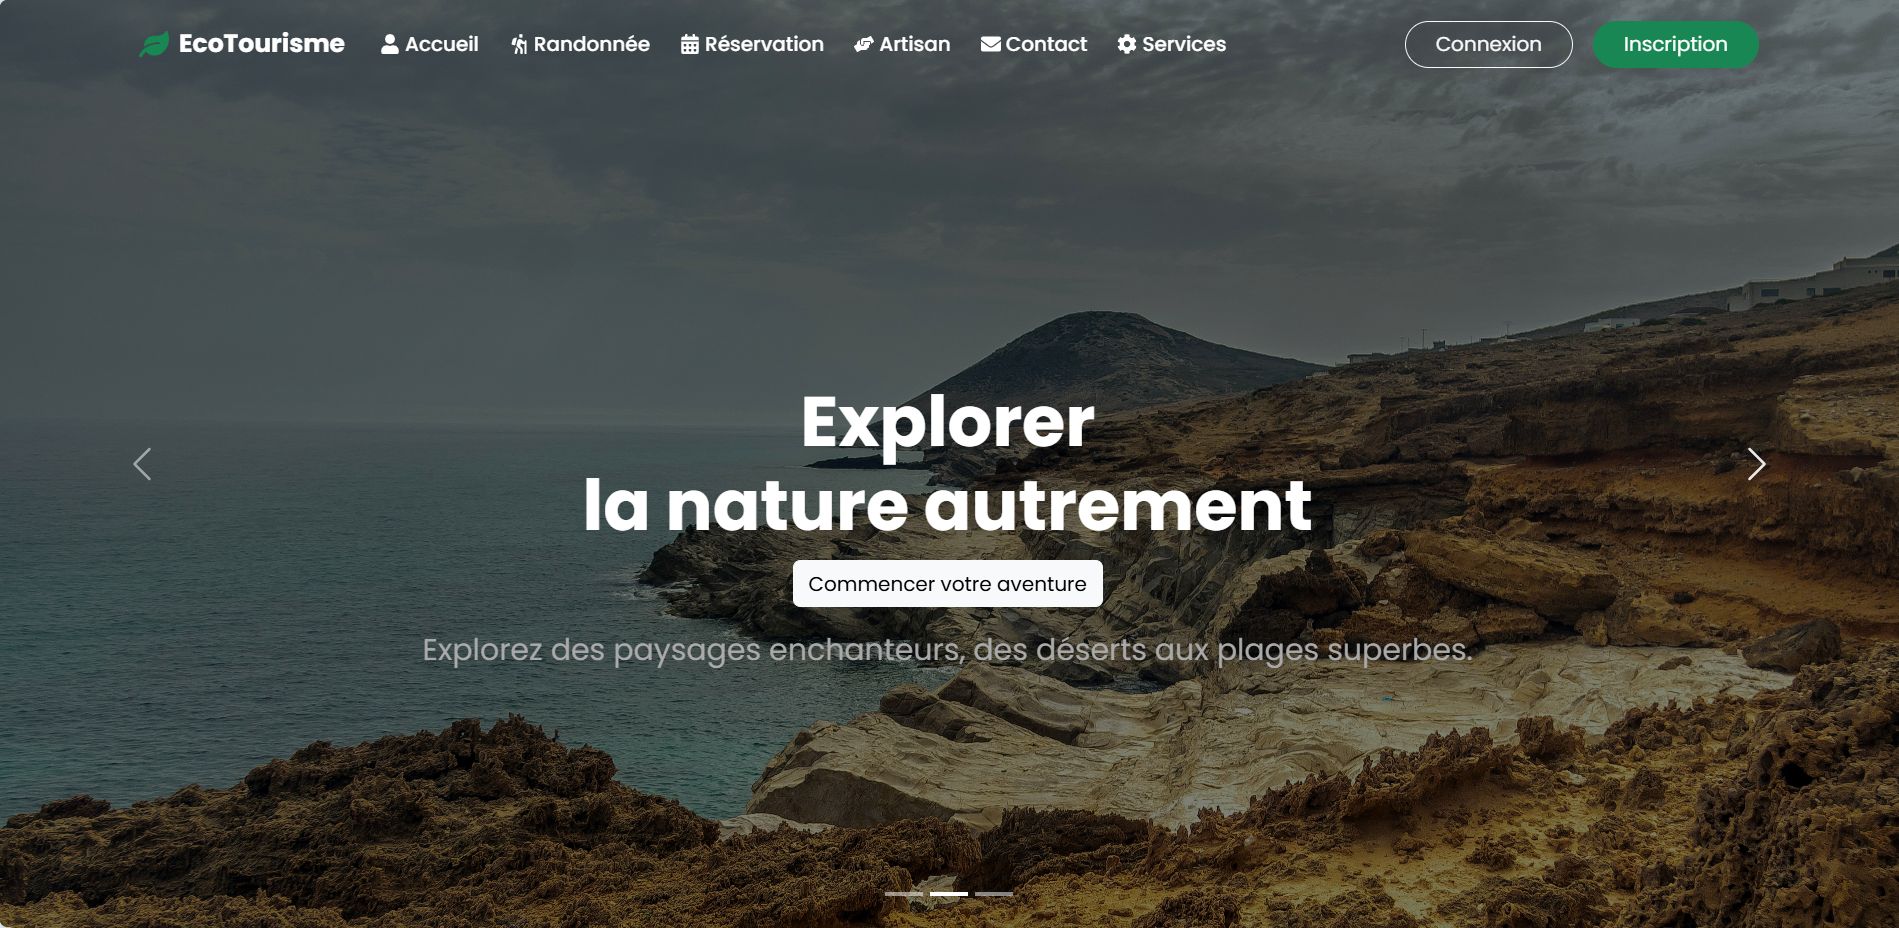 EcoTourisme Accueil Randonnée Réservation Artisan Contact Services Connexion Inscription
Explorer
la nature autrement
Commencer votre aventure
Explorez des paysages enchanteurs, des déserts aux plages superbes.